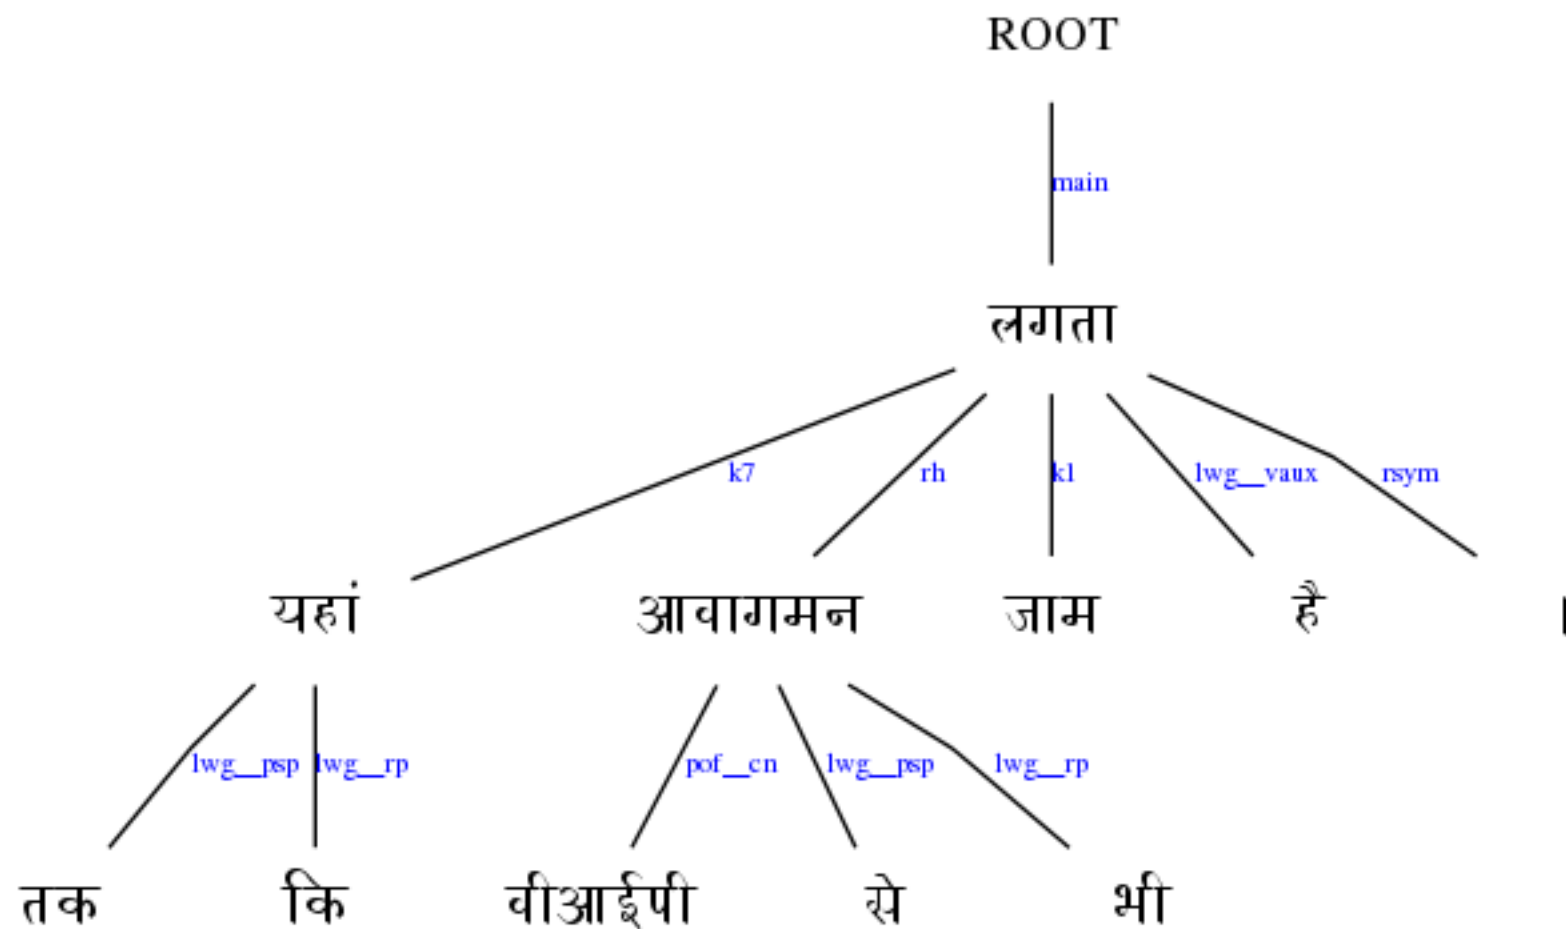 ROOT
main
लगता
k7 rh k1 lwg__vaux rsym
यहां आवागमन जाम है ।
lwg__psp lwg__rp pof__cn lwg__psp lwg__rp
तक कि वीआईपी से भी